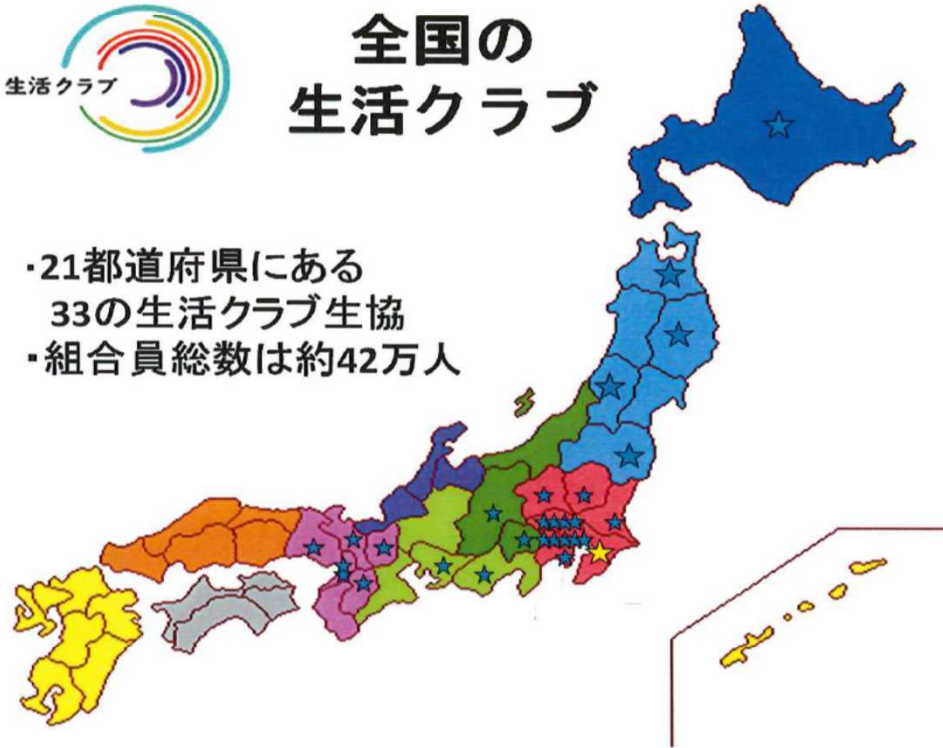 生活クラブ
全国の
生活クラブ
・21都道府県にある
33の生活クラブ生協
・組合員総数は約42万人